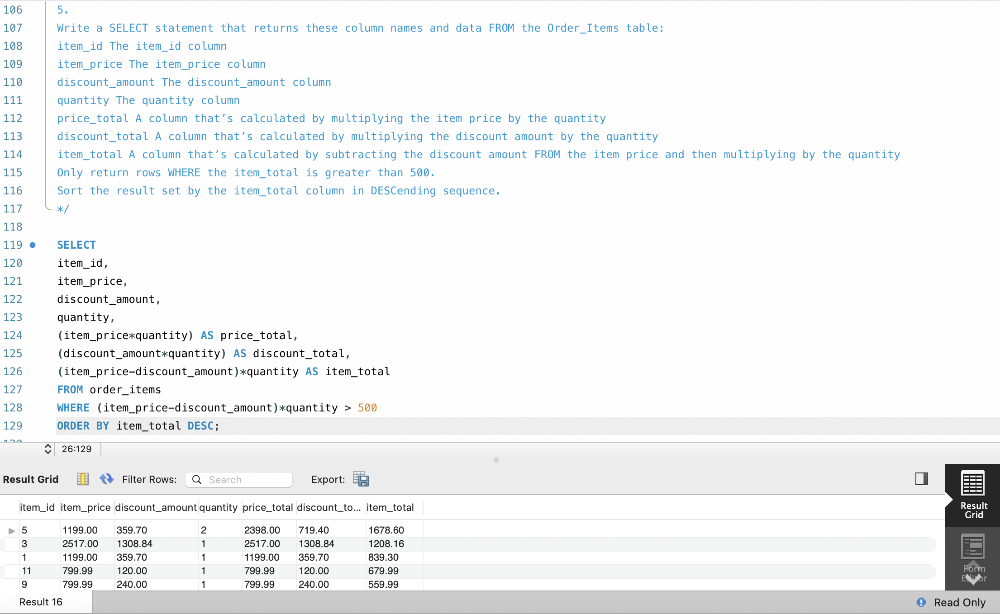 106 5.
107 Write a SELECT statement that returns these column names and data FROM the Order_Items table:
108 item_id The item_id column
109 item_price The item_price column
110 discount_amount The discount_amount column
111 quantity The quantity column
112 price_total A column that’s calculated by multiplying the item price by the quantity
113 discount_total A column that’s calculated by multiplying the discount amount by the quantity
114 item_total A column that’s calculated by subtracting the discount amount FROM the item price and then multiplying by the quantity
115 Only return rows WHERE the item_total is greater than 500.
116 Sort the result set by the item_total column in DESCending sequence.
117 */
118
119 SELECT
120 item_id,
121 item_price,
122 discount_amount,
123 quantity,
124 (item_price*quantity) AS price_total,
125 (discount_amount*quantity) AS discount_total,
126 (item_price-discount_amount)*quantity AS item_total
127 FROM order_items
128 WHERE (item_price-discount_amount)*quantity > 500
129 ORDER BY item_total DESC;
26:129
Result Grid Filter Rows: Search Export:
item_id item_price discount_amount quantity price_total discount_to... item_total
5 1199.00 359.70 2 2398.00 719.40 1678.60
3 2517.00 1308.84 1 2517.00 1308.84 1208.16
1 1199.00 359.70 1 1199.00 359.70 839.30
11 799.99 120.00 1 799.99 120.00 679.99
9 799.99 240.00 1 799.99 240.00 559.99
Result
Grid
Form
Editor
Result 16 Read Only